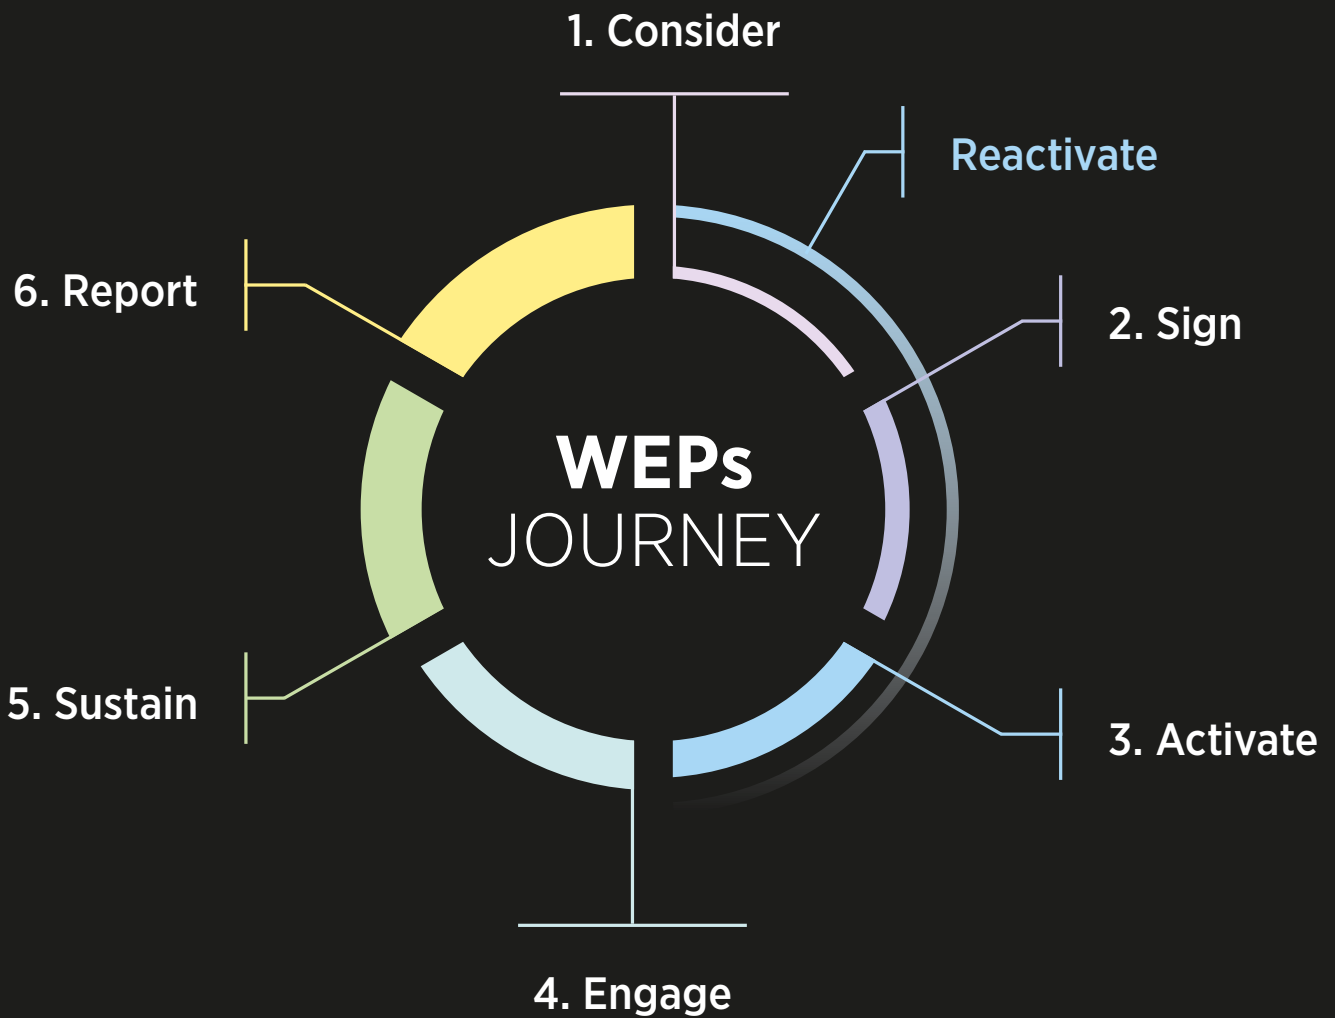 1. Consider
Reactivate
2. Sign
3. Activate
4. Engage
5. Sustain
6. Report
WEPs
JOURNEY